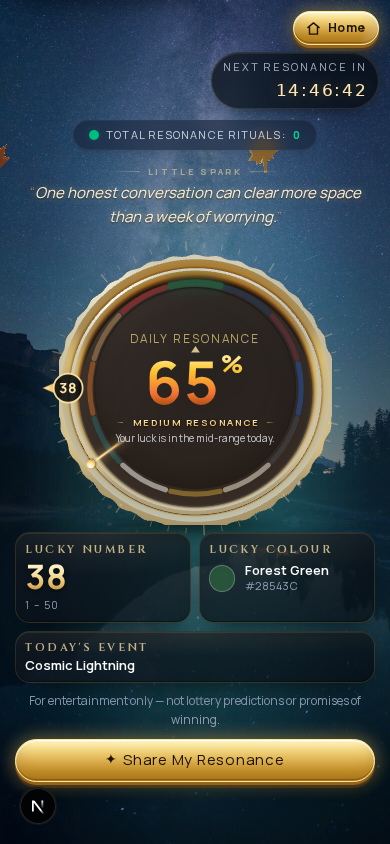 Home
NEXT RESONANCE IN
14:46:42
TOTAL RESONANCE RITUALS: 0
LITTLE SPARK
"One honest conversation can clear more space
than a week of worrying."
DAILY RESONANCE
65%
38
MEDIUM RESONANCE
Your luck is in the mid-range today.
LUCKY NUMBER
38
1 – 50
LUCKY COLOUR
Forest Green
#28543C
TODAY'S EVENT
Cosmic Lightning
For entertainment only — not lottery predictions or promises of
winning.
✦ Share My Resonance
N